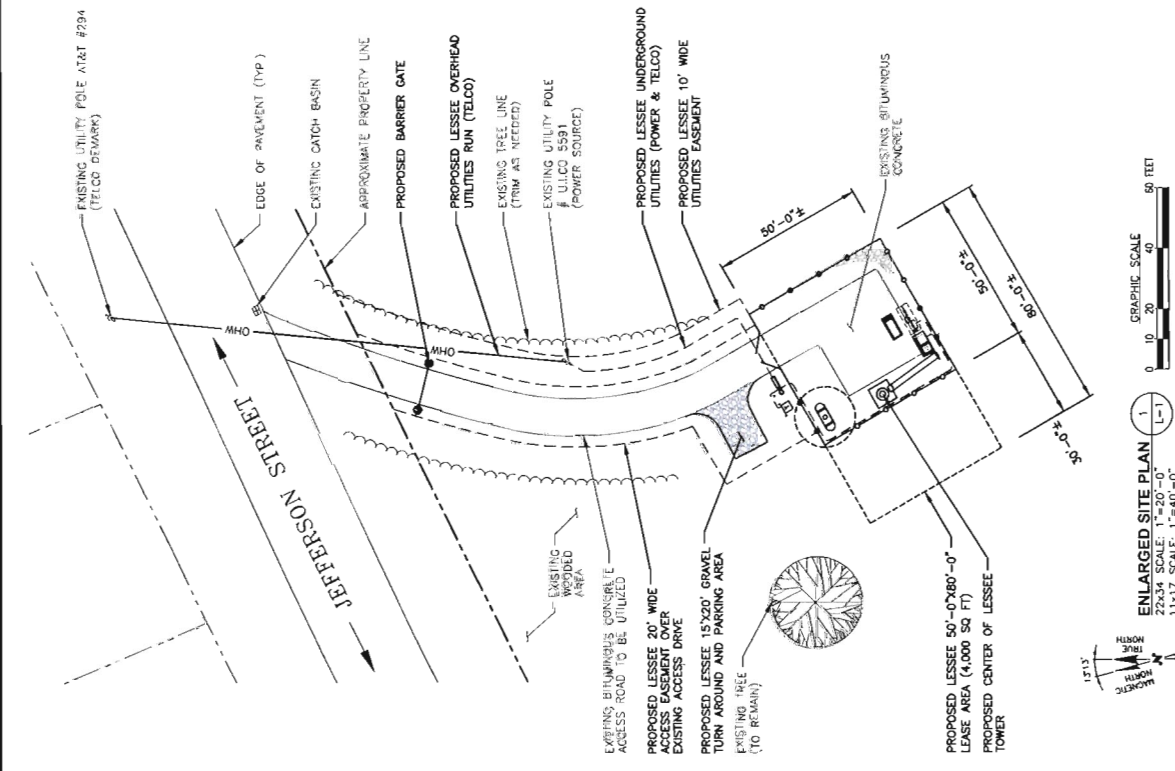 EXISTING UTILITY POLE AT&T #294
(TELCO DEMARK)
EDGE OF PAVEMENT (TYP.)
EXISTING CATCH BASIN
APPROXIMATE PROPERTY LINE
PROPOSED BARRIER GATE
PROPOSED LESSEE OVERHEAD
UTILITIES RUN (TELCO)
EXISTING TREE LINE
(TRIM AS NEEDED)
EXISTING UTILITY POLE
# U.I.CO 5591
(POWER SOURCE)
PROPOSED LESSEE UNDERGROUND
UTILITIES (POWER & TELCO)
PROPOSED LESSEE 10' WIDE
UTILITIES EASEMENT
EXISTING BITUMINOUS
CONCRETE
JEFFERSON STREET
OHW
OHW
EXISTING
WOODED
AREA
EXISTING BITUMINOUS CONCRETE
ACCESS ROAD TO BE UTILIZED
PROPOSED LESSEE 20' WIDE
ACCESS EASEMENT OVER
EXISTING ACCESS DRIVE
PROPOSED LESSEE 15'X20' GRAVEL
TURN AROUND AND PARKING AREA
EXISTING TREE
(TO REMAIN)
PROPOSED LESSEE 50'-0"X80'-0"
LEASE AREA (4,000 SQ FT)
PROPOSED CENTER OF LESSEE
TOWER
50'-0"±
50'-0"±
80'-0"±
30'-0"±
TRUE
NORTH
MAGNETIC
NORTH
ENLARGED SITE PLAN
22x34 SCALE: 1"=20'-0"
11x17 SCALE: 1"=40'-0"
1
L-1
GRAPHIC SCALE
0 10 20 40 60 FEET